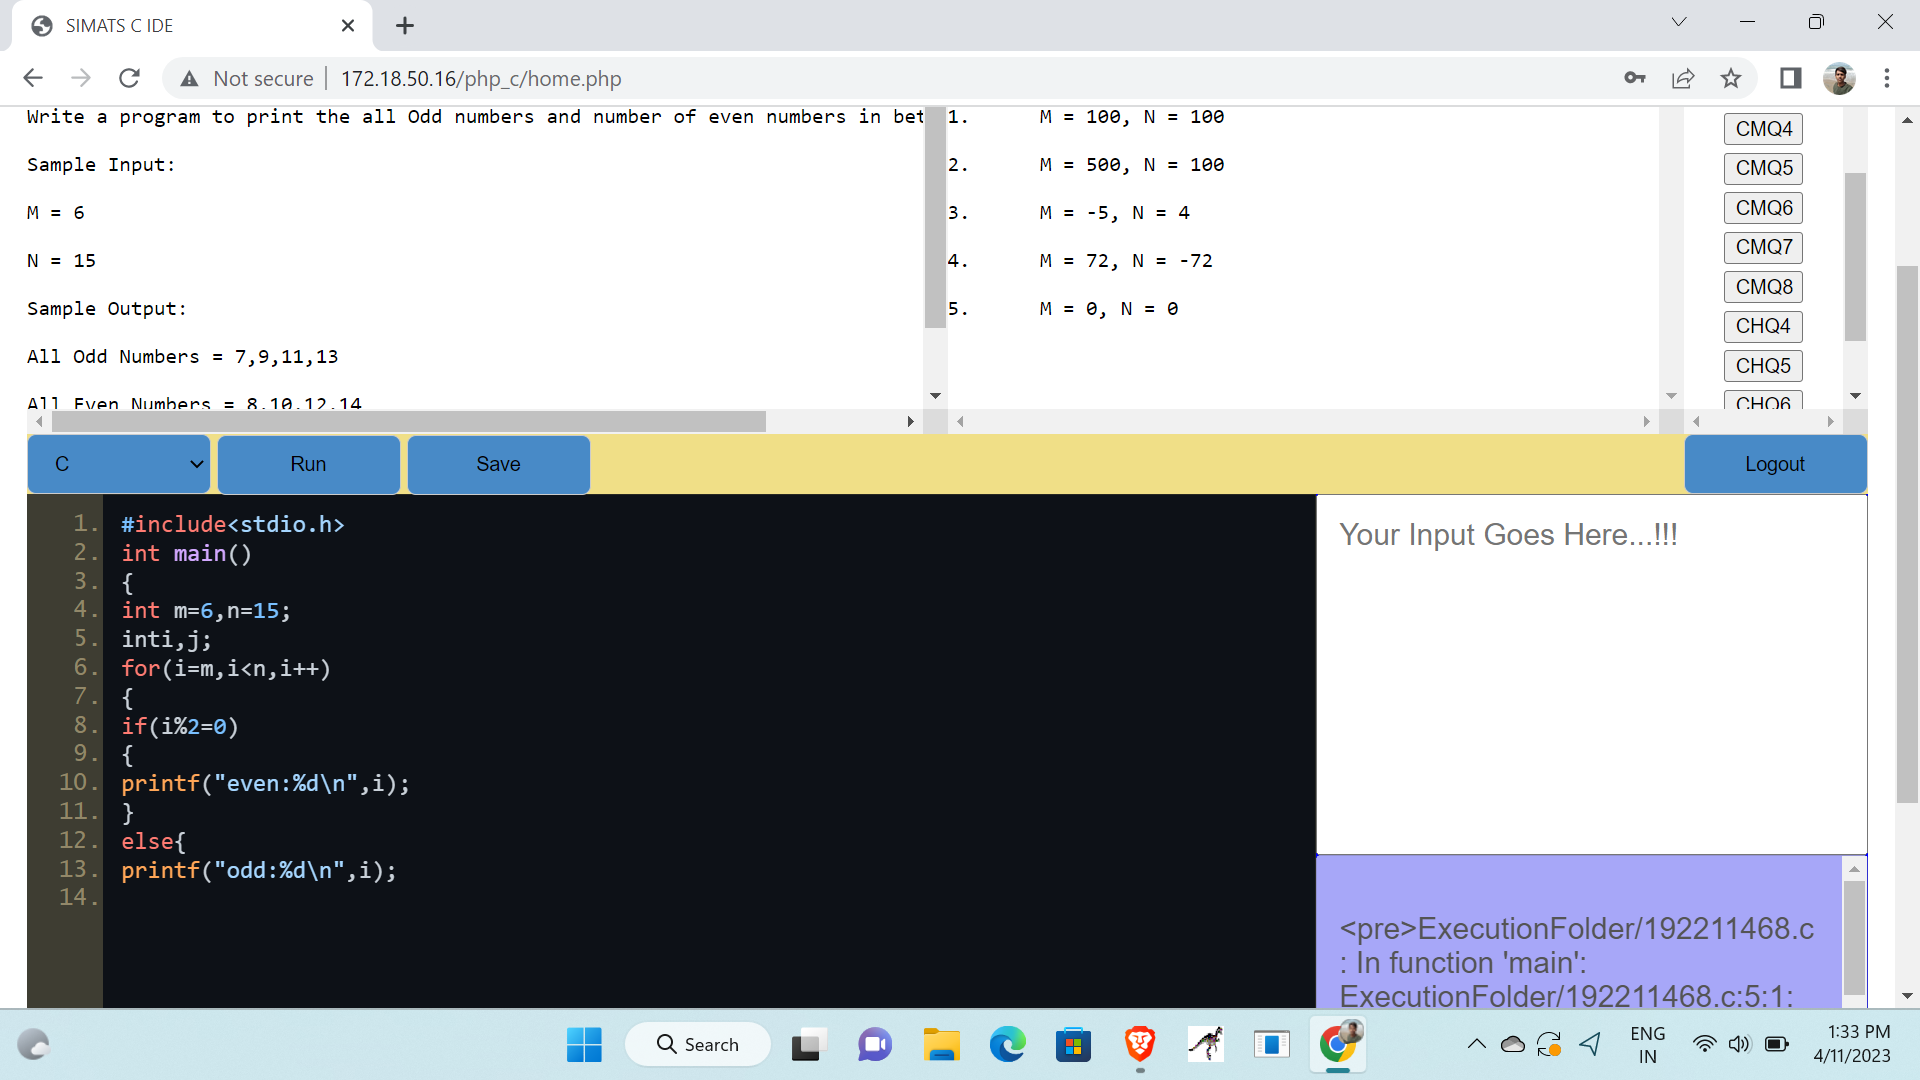 SIMATS C IDE
Not secure
172.18.50.16/php_c/home.php
Write a program to print the all Odd numbers and number of even numbers in bet
Sample Input:
M = 6
N = 15
Sample Output:
All Odd Numbers = 7,9,11,13
All Even Numbers = 8,10,12,14
1. M = 100, N = 100
2. M = 500, N = 100
3. M = -5, N = 4
4. M = 72, N = -72
5. M = 0, N = 0
CMQ4
CMQ5
CMQ6
CMQ7
CMQ8
CHQ4
CHQ5
CHQ6
C
Run
Save
Logout
1. #include<stdio.h>
2. int main()
3. {
4. int m=6,n=15;
5. inti,j;
6. for(i=m,i<n,i++)
7. {
8. if(i%2=0)
9. {
10. printf("even:%d\n",i);
11. }
12. else{
13. printf("odd:%d\n",i);
14.
Your Input Goes Here...!!!
<pre>ExecutionFolder/192211468.c
: In function 'main':
ExecutionFolder/192211468.c:5:1:
Search
ENG
IN
1:33 PM
4/11/2023